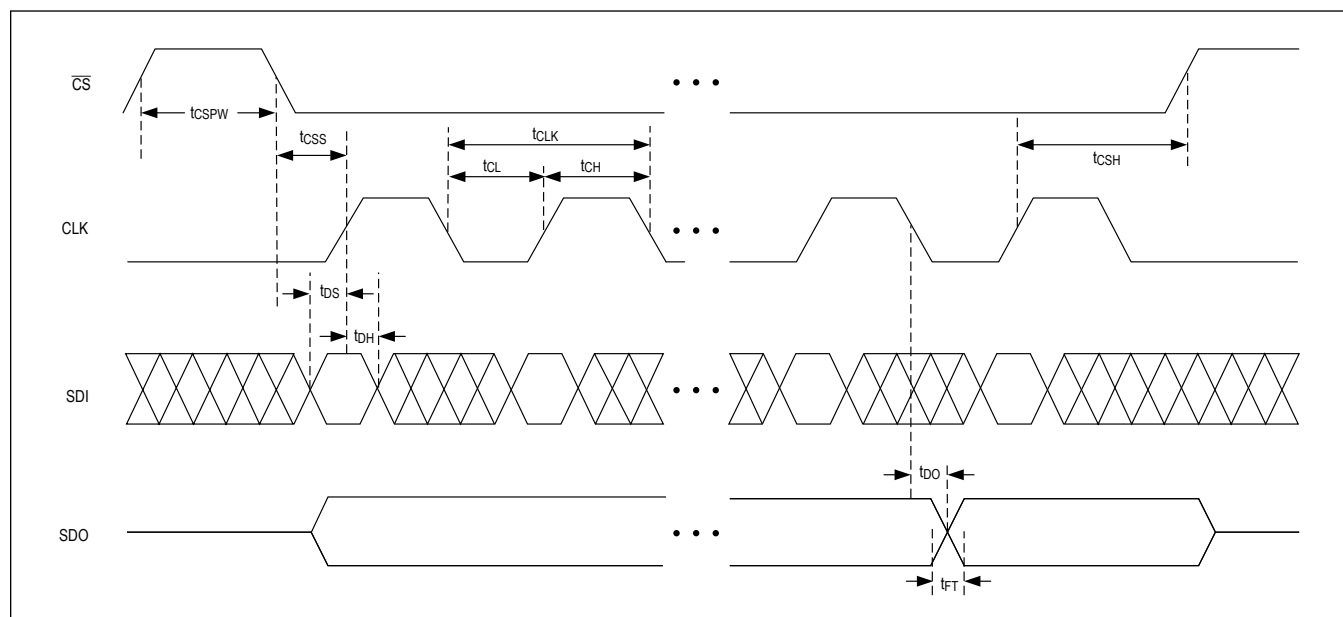 CS
tCSPW
tCSS
tCLK
tCL
tCH
tCSH
CLK
tDS
tDH
SDI
tDO
SDO
tFT